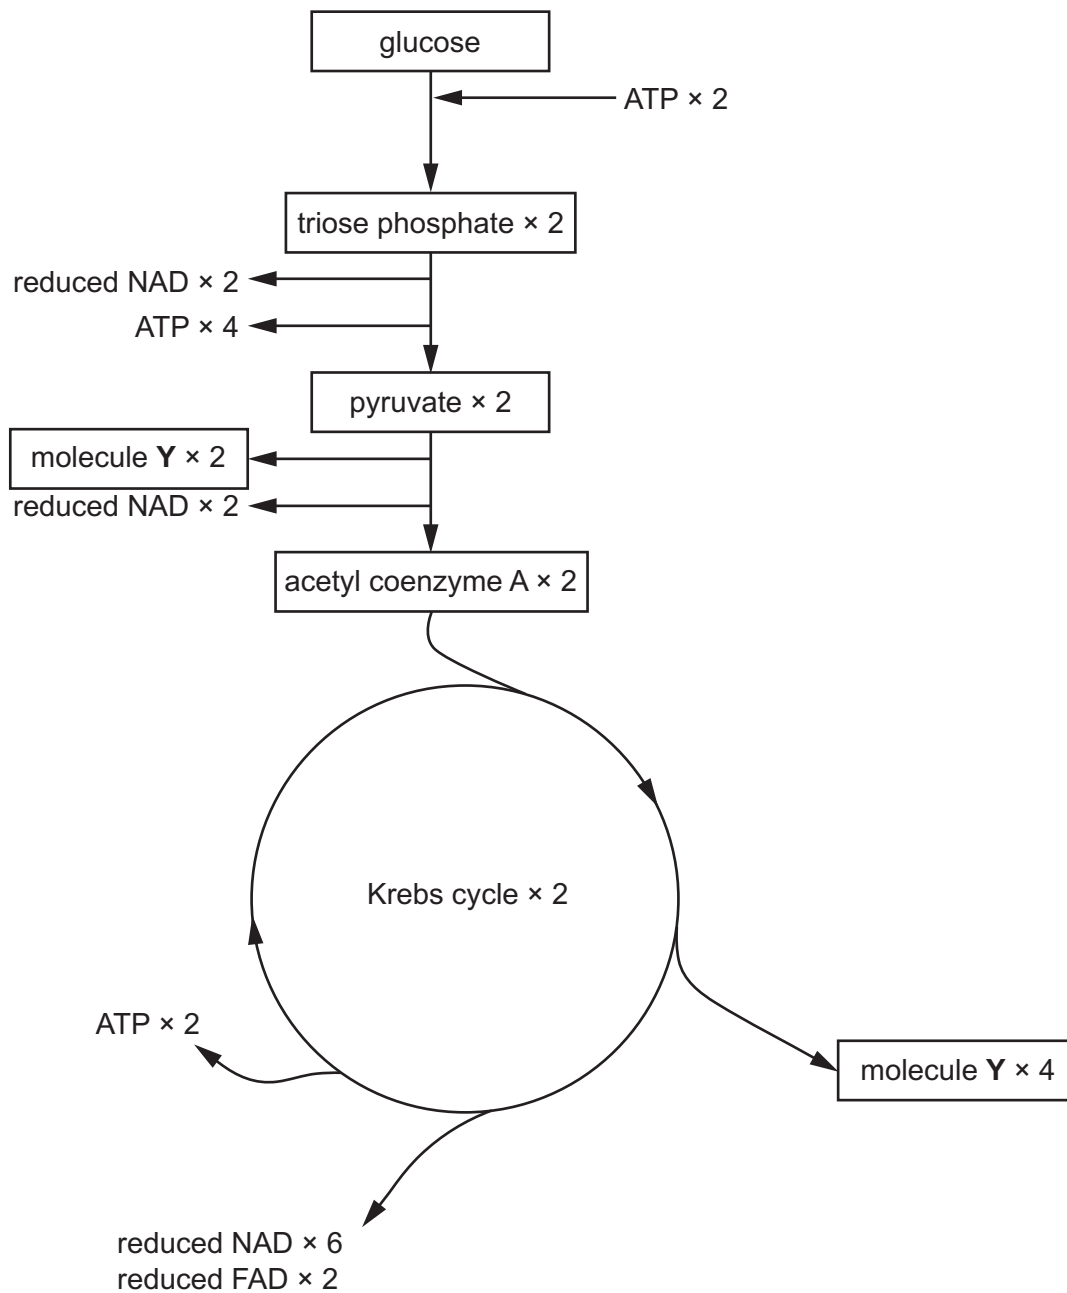 glucose
ATP × 2
triose phosphate × 2
reduced NAD × 2
ATP × 4
pyruvate × 2
molecule Y × 2
reduced NAD × 2
acetyl coenzyme A × 2
Krebs cycle × 2
ATP × 2
molecule Y × 4
reduced NAD × 6
reduced FAD × 2